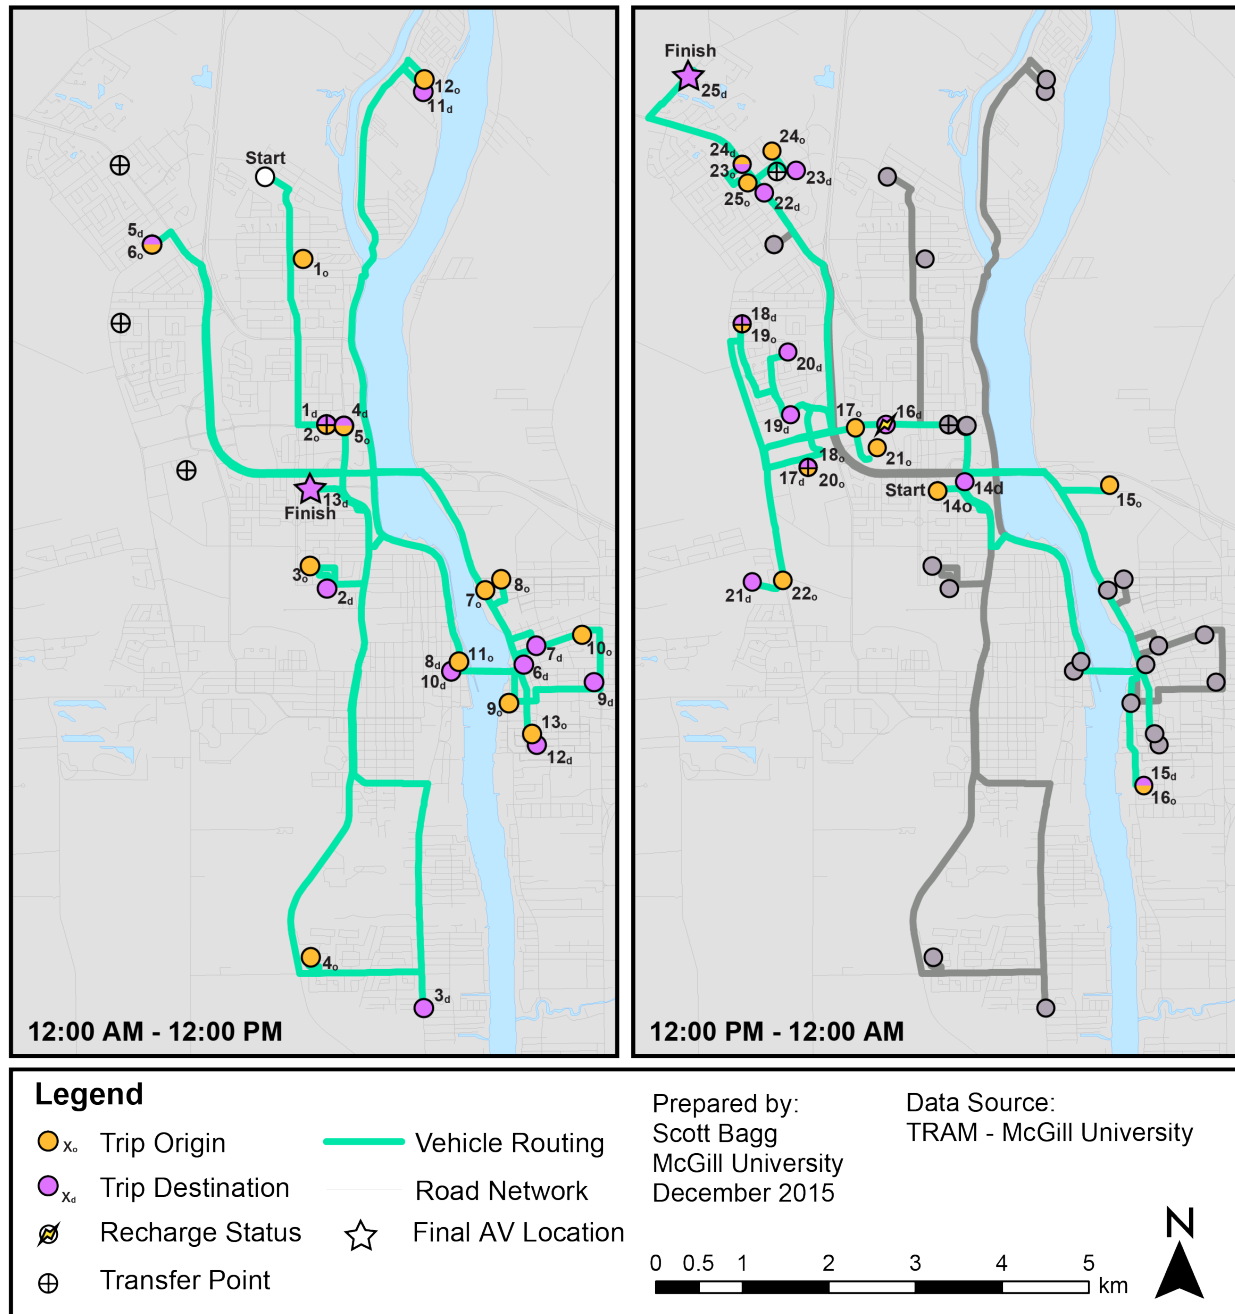 12ₒ
11d
Start
5d
6ₒ
1ₒ
1d
2ₒ
4d
5ₒ
13d
Finish
3ₒ
2d
8ₒ
7ₒ
11ₒ
8d
10d
7d
6d
10ₒ
9d
9ₒ
13ₒ
12d
4ₒ
3d
12:00 AM - 12:00 PM
Finish
25d
24ₒ
24d
23ₒ
23d
25ₒ
22d
18d
19ₒ
20d
19d
17ₒ
16d
18ₒ
21ₒ
17d
20ₒ
Start
14o
14d
15ₒ
21d
22ₒ
15d
16ₒ
12:00 PM - 12:00 AM
Legend
Xₒ Trip Origin
Xd Trip Destination
Recharge Status
Transfer Point
Vehicle Routing
Road Network
Final AV Location
Prepared by:
Scott Bagg
McGill University
December 2015
Data Source:
TRAM - McGill University
0 0.5 1 2 3 4 5
km
N